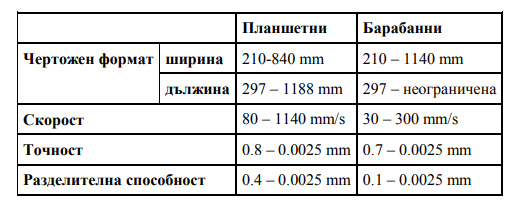 Планшетни Барабанни
Чертожен формат ширина 210-840 mm 210 – 1140 mm
дължина 297 – 1188 mm 297 – неограничена
Скорост 80 – 1140 mm/s 30 – 300 mm/s
Точност 0.8 – 0.0025 mm 0.7 – 0.0025 mm
Разделителна способност 0.4 – 0.0025 mm 0.1 – 0.0025 mm